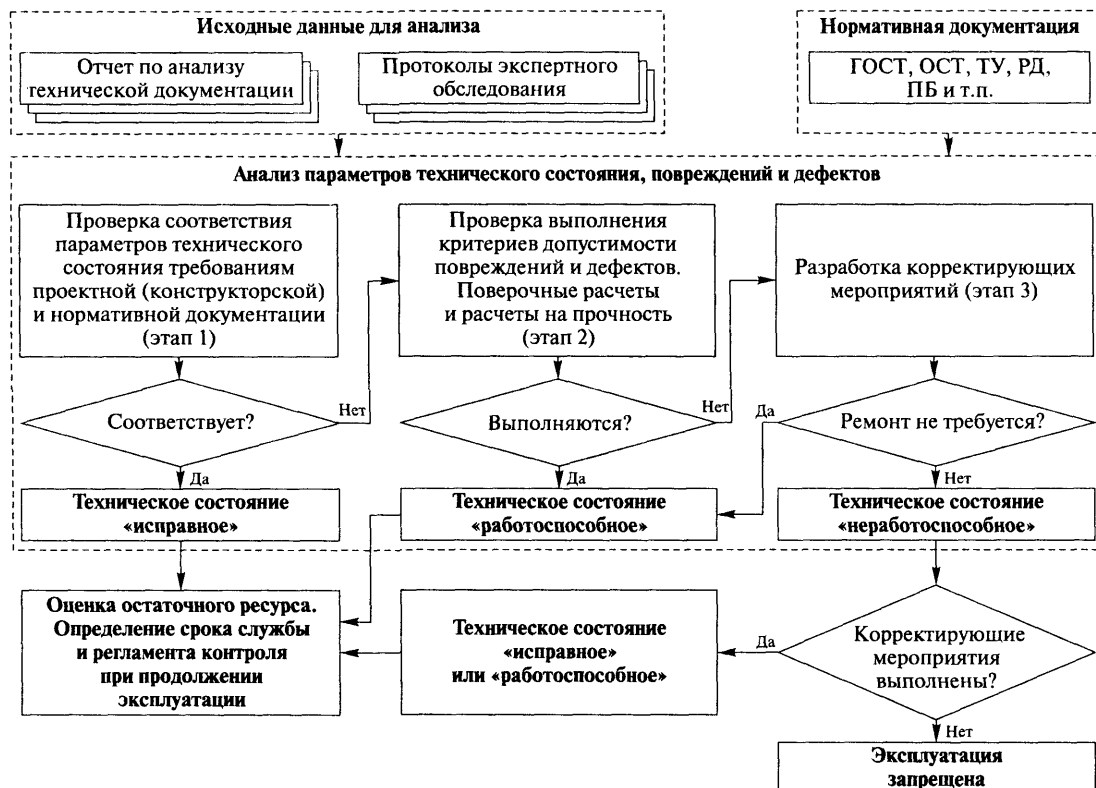 Исходные данные для анализа
Отчет по анализу
технической документации
Протоколы экспертного
обследования
Нормативная документация
ГОСТ, ОСТ, ТУ, РД,
ПБ и т.п.
Анализ параметров технического состояния, повреждений и дефектов
Проверка соответствия
параметров технического
состояния требованиям
проектной (конструкторской)
и нормативной документации
(этап 1)
Проверка выполнения
критериев допустимости
повреждений и дефектов.
Поверочные расчеты
и расчеты на прочность
(этап 2)
Разработка корректирующих
мероприятий (этап 3)
Соответствует?
Нет
Выполняются?
Нет
Да
Ремонт не требуется?
Да
Да
Нет
Техническое состояние
«исправное»
Техническое состояние
«работоспособное»
Техническое состояние
«неработоспособное»
Оценка остаточного ресурса.
Определение срока службы
и регламента контроля
при продолжении
эксплуатации
Техническое состояние
«исправное»
или «работоспособное»
Да
Корректирующие
мероприятия
выполнены?
Нет
Эксплуатация
запрещена